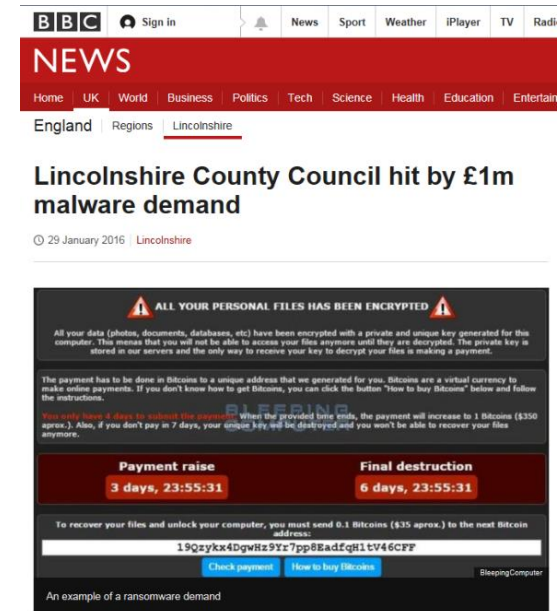 BBC Sign in News Sport Weather iPlayer TV Radi
NEWS
Home UK World Business Politics Tech Science Health Education Entertain
England Regions Lincolnshire
Lincolnshire County Council hit by £1m
malware demand
29 January 2016 Lincolnshire
ALL YOUR PERSONAL FILES HAS BEEN ENCRYPTED
All your data (photos, documents, databases, etc) have been encrypted with a private and unique key generated for this
computer. This menas that you will not be able to access your files anymore until they are decrypted. The private key is
stored in our servers and the only way to receive your key to decrypt your files is making a payment.
The payment has to be done in Bitcoins to a unique address that we generated for you. Bitcoins are a virtual currency to
make online payments. If you don't know how to get Bitcoins, you can click the button "How to buy Bitcoins" below and follow
the instructions.
BLEEPING
You only have 4 days to submit the payment. When the provided time ends, the payment will increase to 1 Bitcoins ($350
aprox.). Also, if you don't pay in 7 days, your unique key will be destroyed and you won't be able to recover your files
COMPUTER
anymore.
Payment raise Final destruction
3 days, 23:55:31 6 days, 23:55:31
To recover your files and unlock your computer, you must send 0.1 Bitcoins ($35 aprox.) to the next Bitcoin
address:
19Qzykx4DgwHz9Yr7pp8EadfqH1tV46CFF
Check payment How to buy Bitcoins
BleepingComputer
An example of a ransomware demand